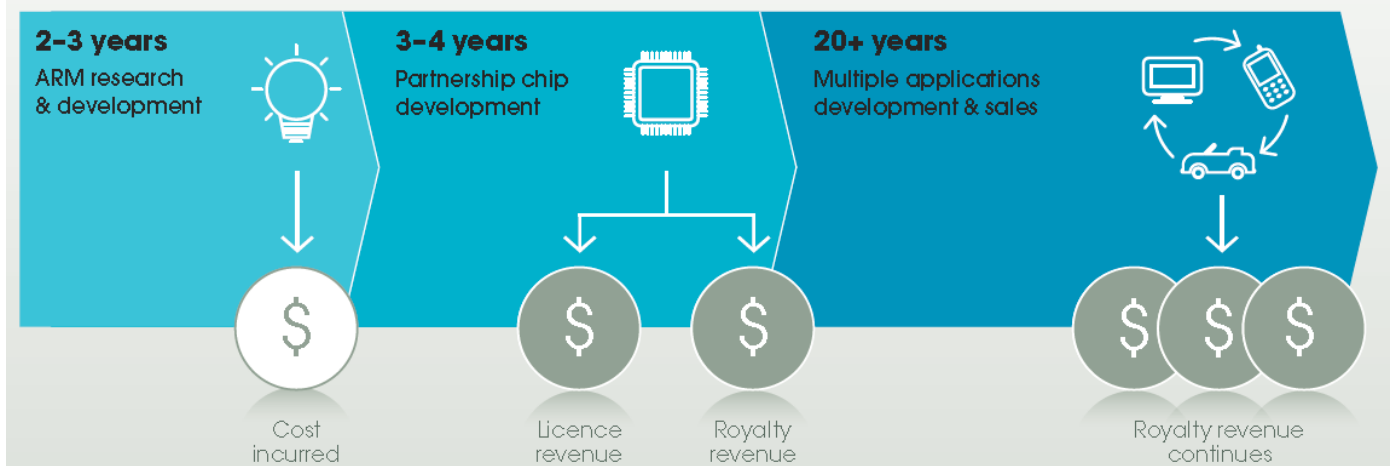 2–3 years
ARM research
& development
3–4 years
Partnership chip
development
20+ years
Multiple applications
development & sales
$
$
$
$
$
$
Cost
incurred
Licence
revenue
Royalty
revenue
Royalty revenue
continues